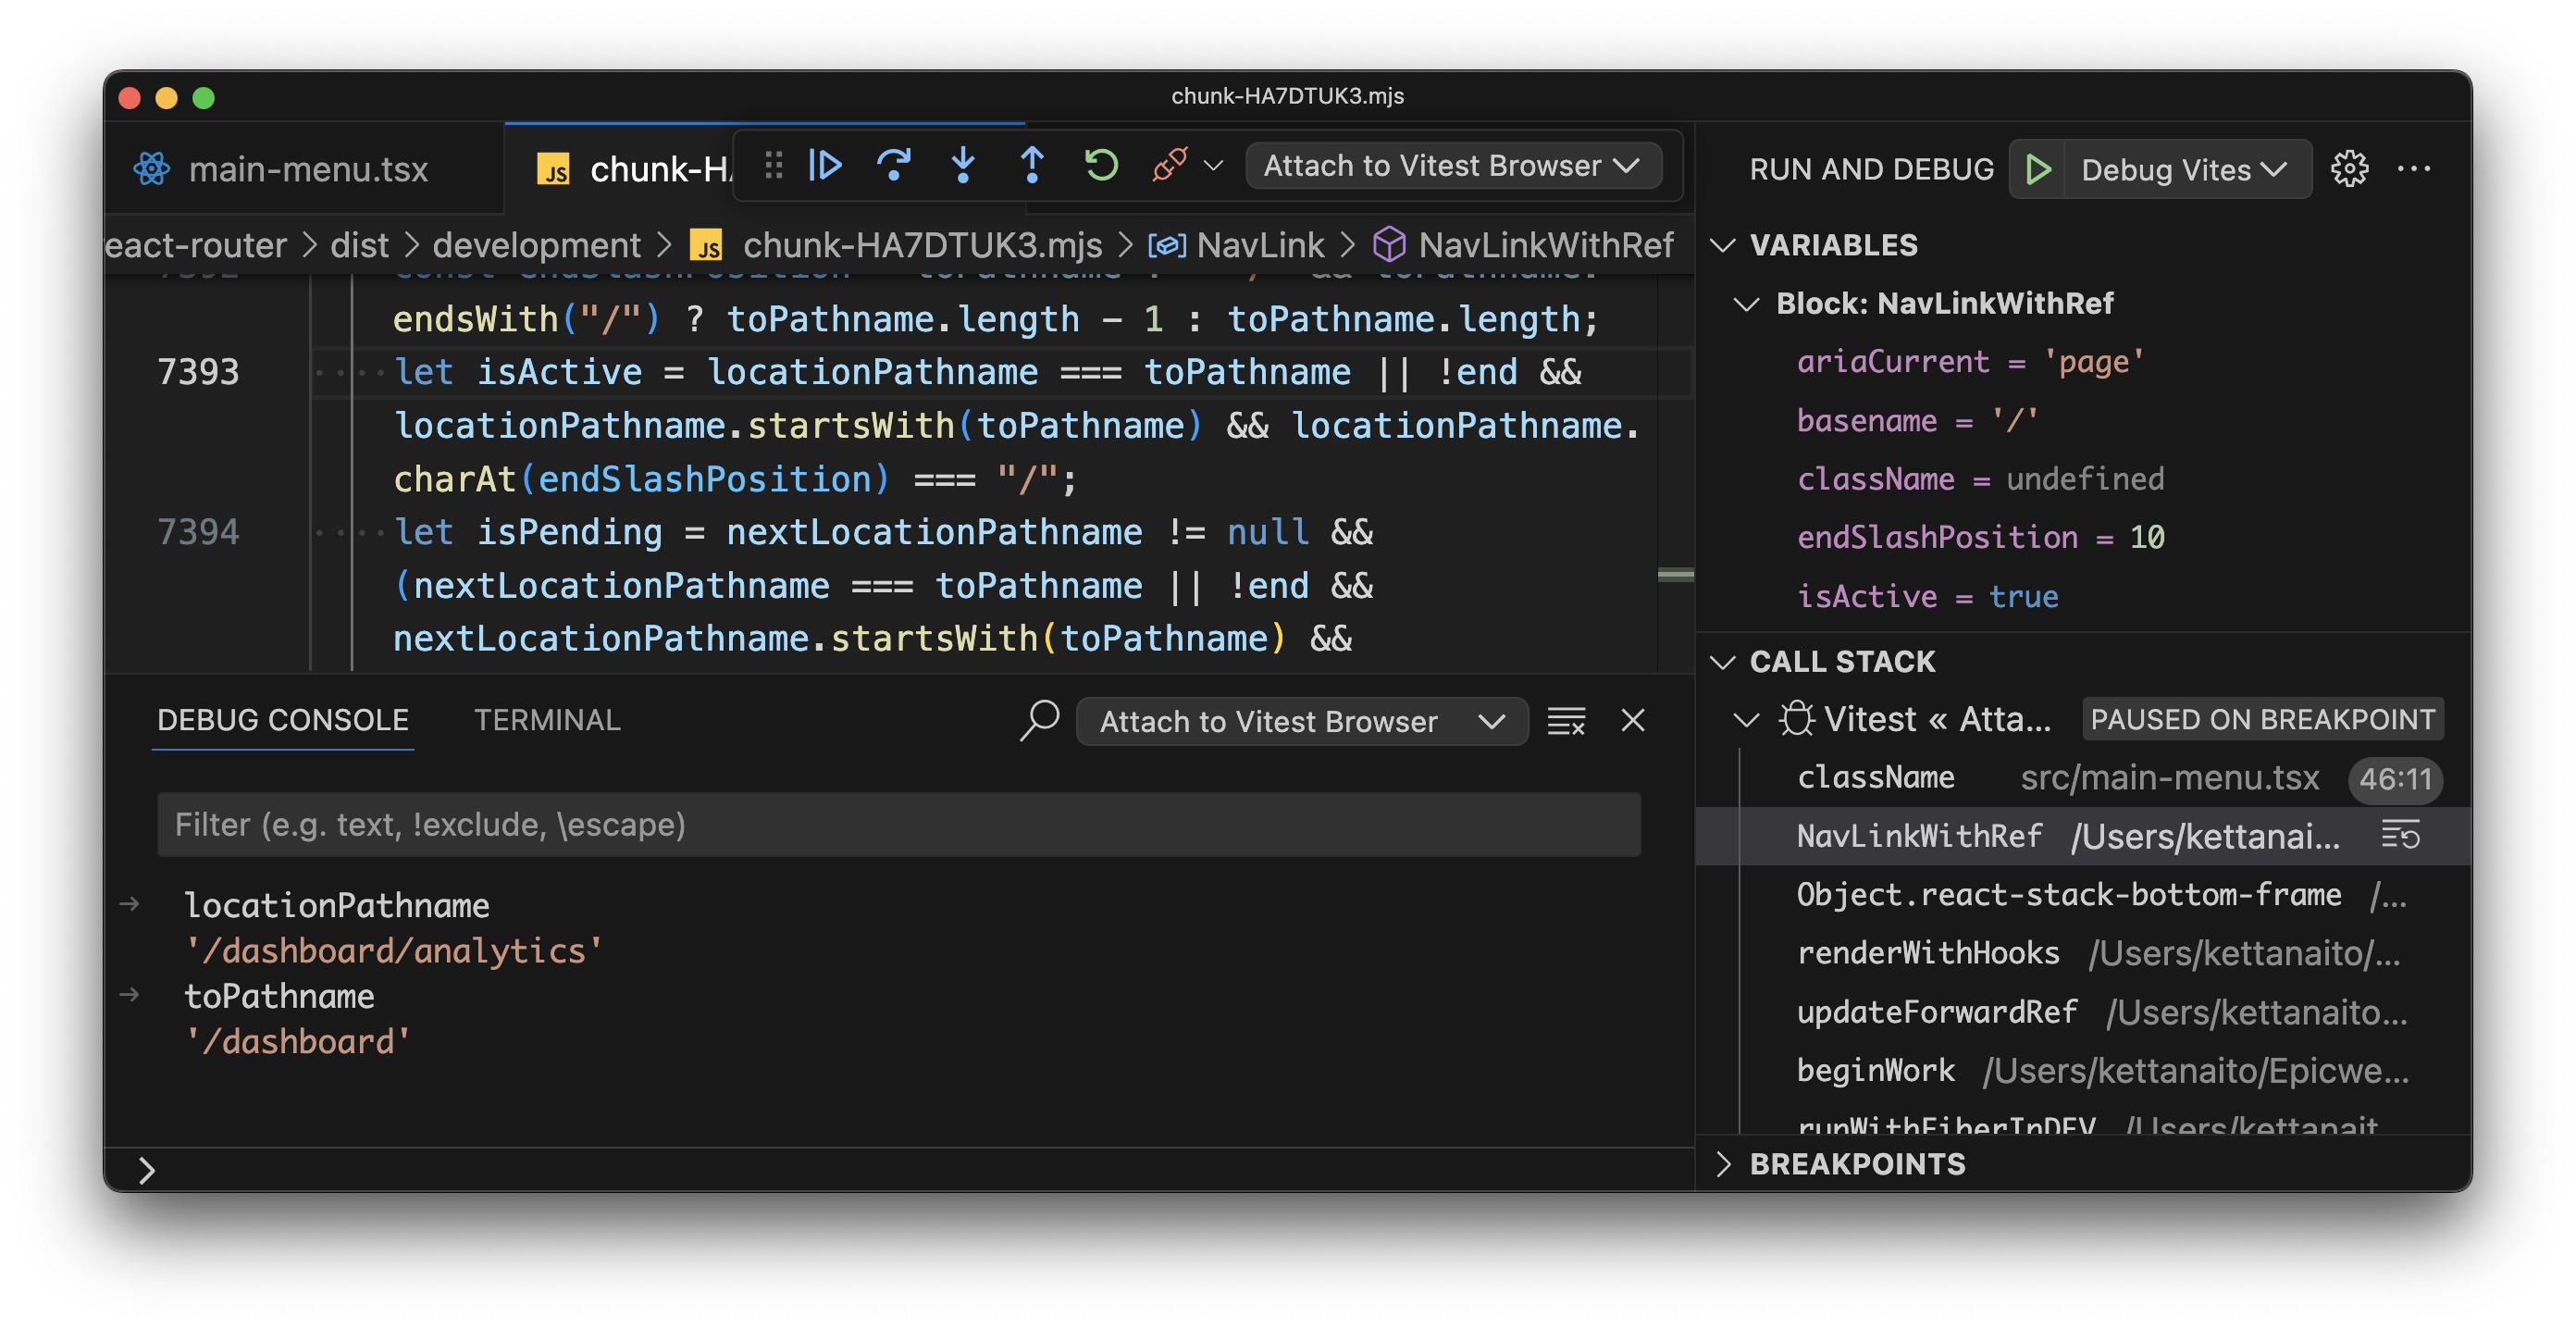 chunk-HA7DTUK3.mjs
main-menu.tsx
JS chunk-HA
Attach to Vitest Browser
RUN AND DEBUG
Debug Vites
eact-router > dist > development > JS chunk-HA7DTUK3.mjs > NavLink > NavLinkWithRef
endsWith("/") ? toPathname.length - 1 : toPathname.length;
7393 let isActive = locationPathname === toPathname || !end &&
locationPathname.startsWith(toPathname) && locationPathname.
charAt(endSlashPosition) === "/";
7394 let isPending = nextLocationPathname != null &&
(nextLocationPathname === toPathname || !end &&
nextLocationPathname.startsWith(toPathname) &&
VARIABLES
Block: NavLinkWithRef
ariaCurrent = 'page'
basename = '/'
className = undefined
endSlashPosition = 10
isActive = true
CALL STACK
Vitest « Atta... PAUSED ON BREAKPOINT
className src/main-menu.tsx 46:11
NavLinkWithRef /Users/kettanai...
Object.react-stack-bottom-frame /...
renderWithHooks /Users/kettanaito/...
updateForwardRef /Users/kettanaito...
beginWork /Users/kettanaito/Epicwe...
runWithFiberInDEV /Users/kettanait
BREAKPOINTS
DEBUG CONSOLE
TERMINAL
Attach to Vitest Browser
Filter (e.g. text, !exclude, \escape)
→ locationPathname
'/dashboard/analytics'
→ toPathname
'/dashboard'
>